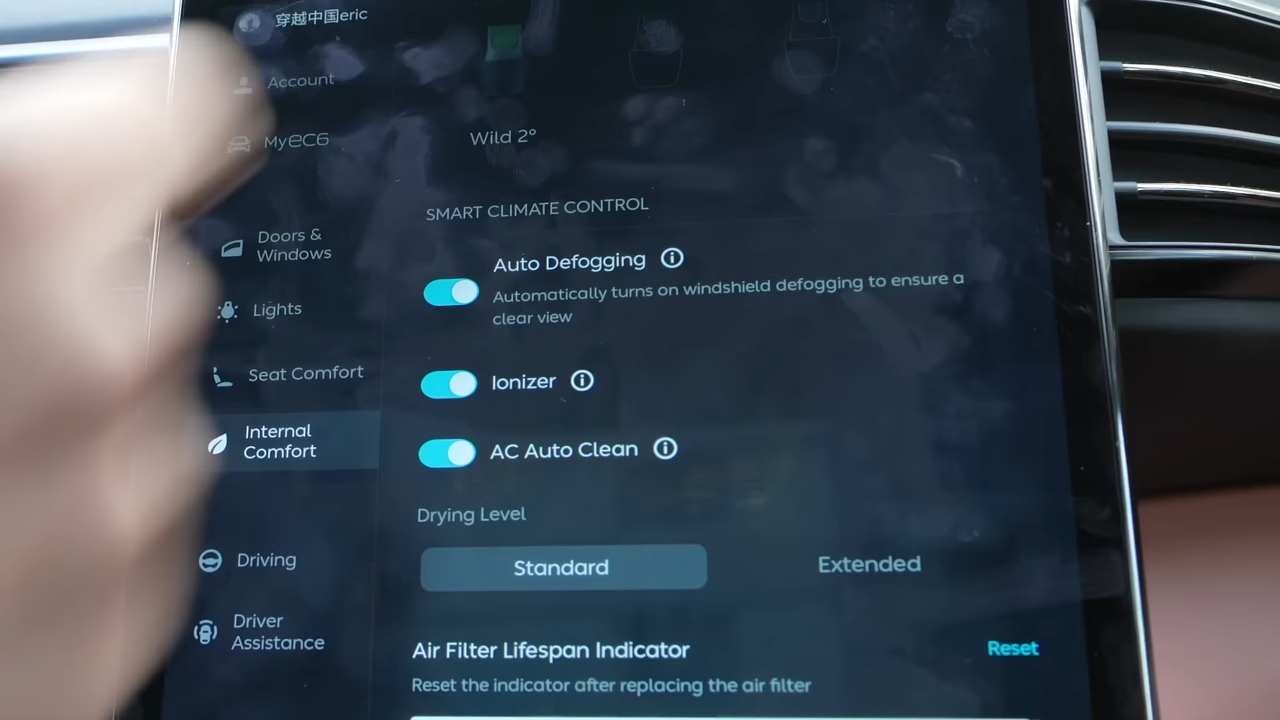 穿越中国eric
Account
My eC6
Doors &
Windows
Lights
Seat Comfort
Internal
Comfort
Driving
Driver
Assistance
Wild 2°
SMART CLIMATE CONTROL
Auto Defogging
Automatically turns on windshield defogging to ensure a
clear view
Ionizer
AC Auto Clean
Drying Level
Standard Extended
Air Filter Lifespan Indicator Reset
Reset the indicator after replacing the air filter